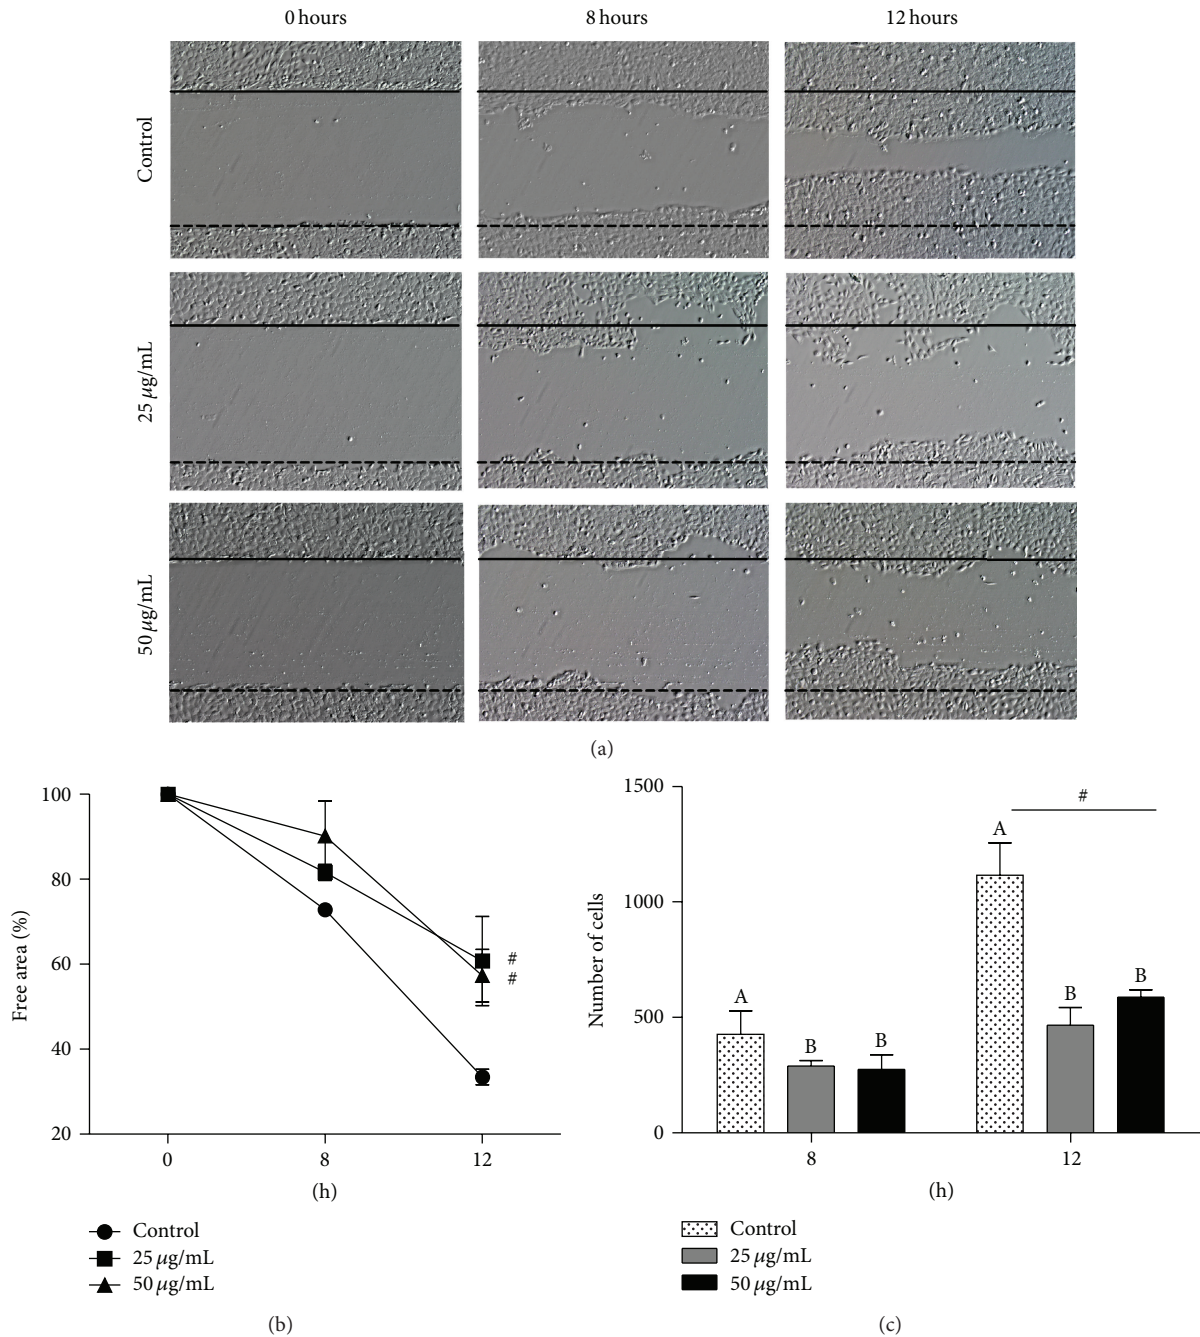 0 hours 8 hours 12 hours
Control
25 μg/mL
50 μg/mL
(a)
100
80
60
40
20
Free area (%)
#
#
0 8 12
(h)
Control
25 μg/mL
50 μg/mL
(b)
1500
1000
500
0
Number of cells
A
B
B
#
A
B
B
8 12
(h)
Control
25 μg/mL
50 μg/mL
(c)